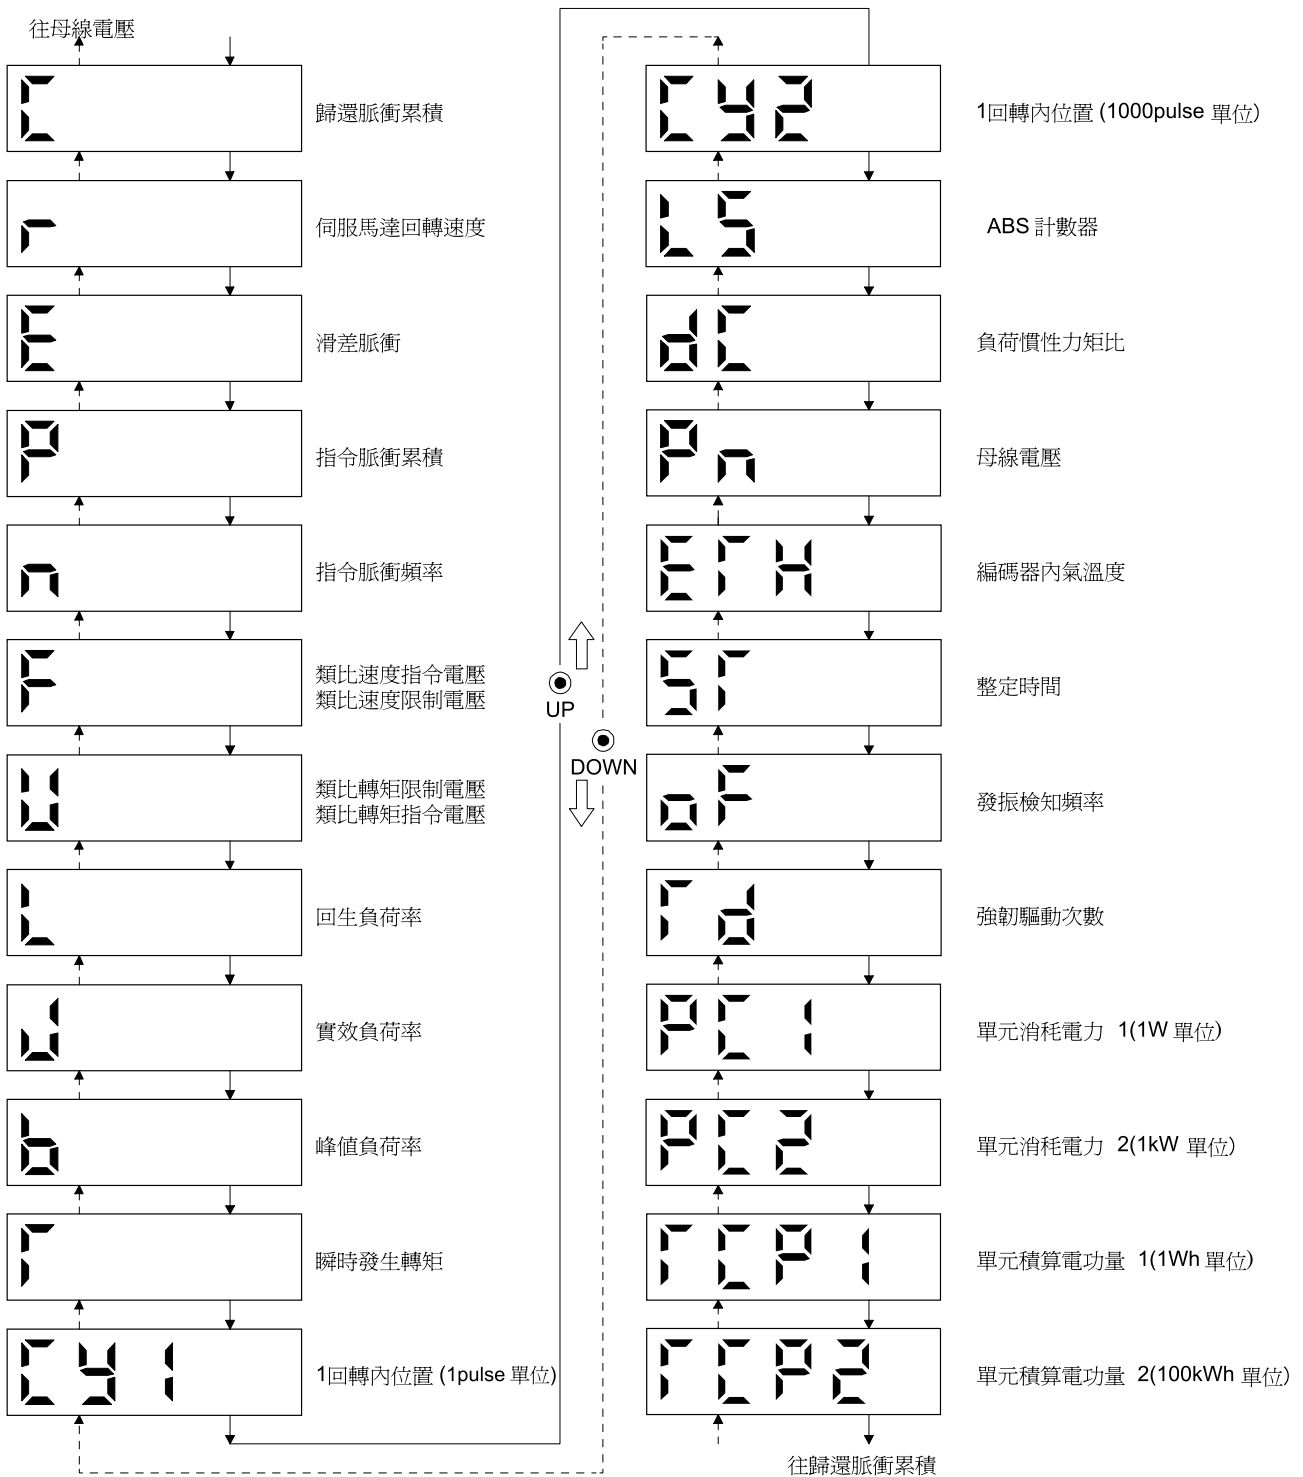 往母線電壓
C
歸還脈衝累積
r
伺服馬達回轉速度
E
滑差脈衝
P
指令脈衝累積
n
指令脈衝頻率
F
類比速度指令電壓
類比速度限制電壓
U
類比轉矩限制電壓
類比轉矩指令電壓
L
回生負荷率
J
實效負荷率
b
峰值負荷率
T
瞬時發生轉矩
Cy1
1回轉內位置 (1pulse 單位)
UP
DOWN
Cy2
1回轉內位置 (1000pulse 單位)
LS
ABS 計數器
dC
負荷慣性力矩比
Pn
母線電壓
ETH
編碼器內氣溫度
ST
整定時間
oF
發振檢知頻率
Td
強韌驅動次數
PC1
單元消耗電力 1(1W 單位)
PC2
單元消耗電力 2(1kW 單位)
TCP1
單元積算電功量 1(1Wh 單位)
TCP2
單元積算電功量 2(100kWh 單位)
往歸還脈衝累積